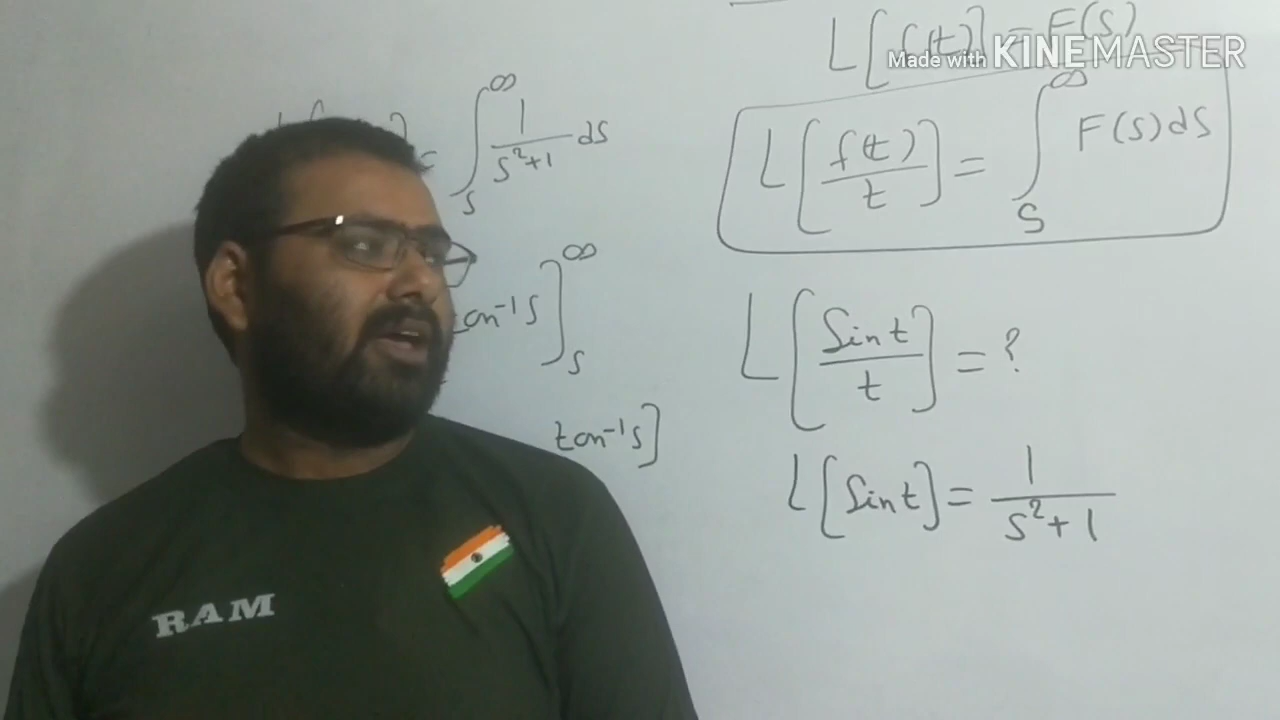 L[f(t)] = F(S)
Made with KINEMASTER
L[f(t)/t] = ∫_S^∞ F(S)dS
= ∫_S^∞ 1/(S²+1) dS
an⁻¹S]_S^∞
tan⁻¹S]
L[Sin t/t] = ?
L[Sin t] = 1/(S²+1)
RAM